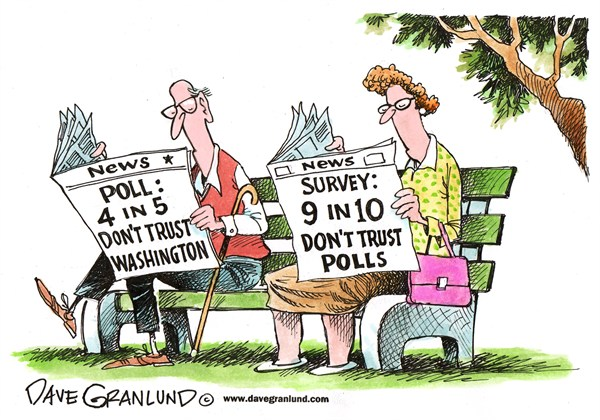 News ★
POLL:
4 IN 5
DON'T TRUST
WASHINGTON
News
SURVEY:
9 IN 10
DON'T TRUST
POLLS
DAVE GRANLUND ©
www.davegranlund.com